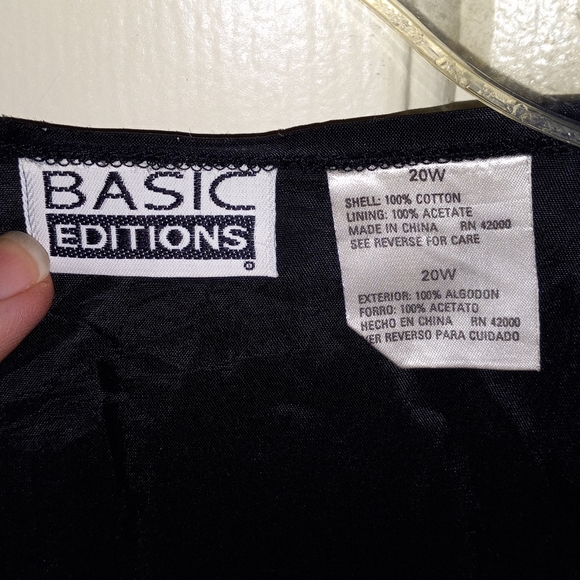 BASIC
EDITIONS
20W
SHELL: 100% COTTON
LINING: 100% ACETATE
MADE IN CHINA RN 42000
SEE REVERSE FOR CARE
20W
EXTERIOR: 100% ALGODON
FORRO: 100% ACETATO
HECHO EN CHINA RN 42000
VER REVERSO PARA CUIDADO